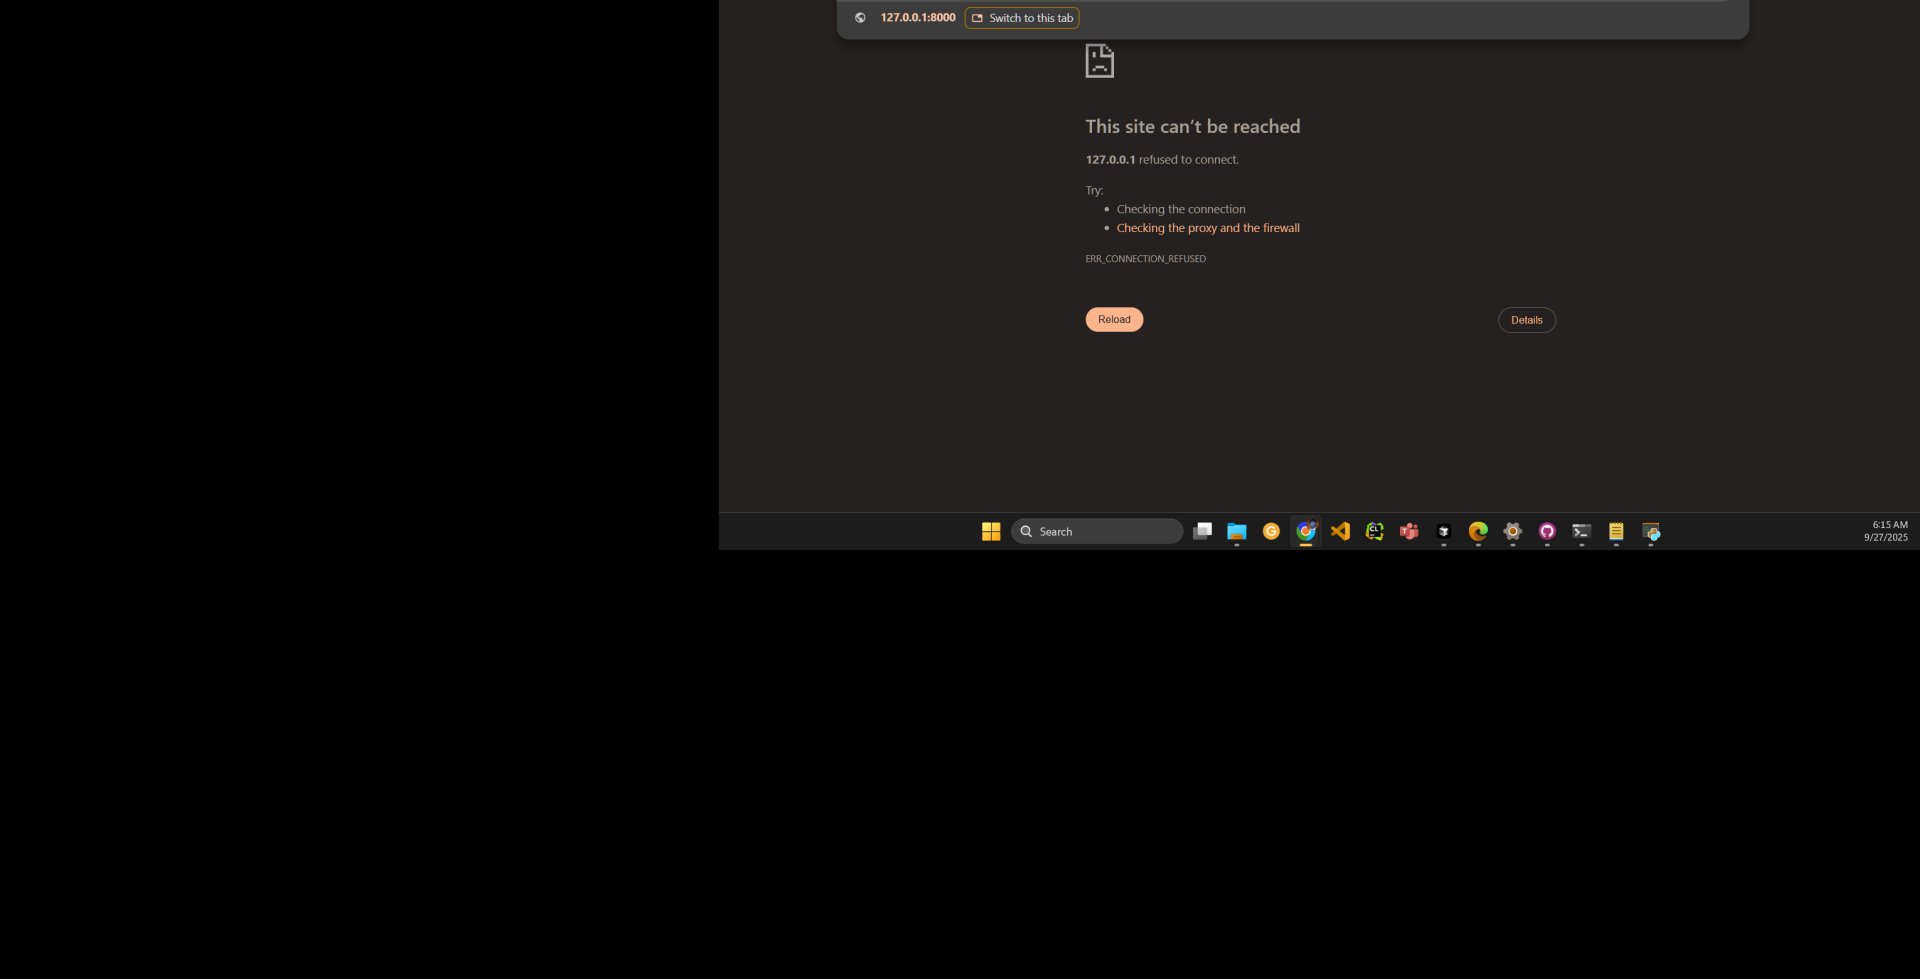 127.0.0.1:8000 Switch to this tab
This site can't be reached
127.0.0.1 refused to connect.
Try:
Checking the connection
Checking the proxy and the firewall
ERR_CONNECTION_REFUSED
Reload Details
Search
6:15 AM
9/27/2025